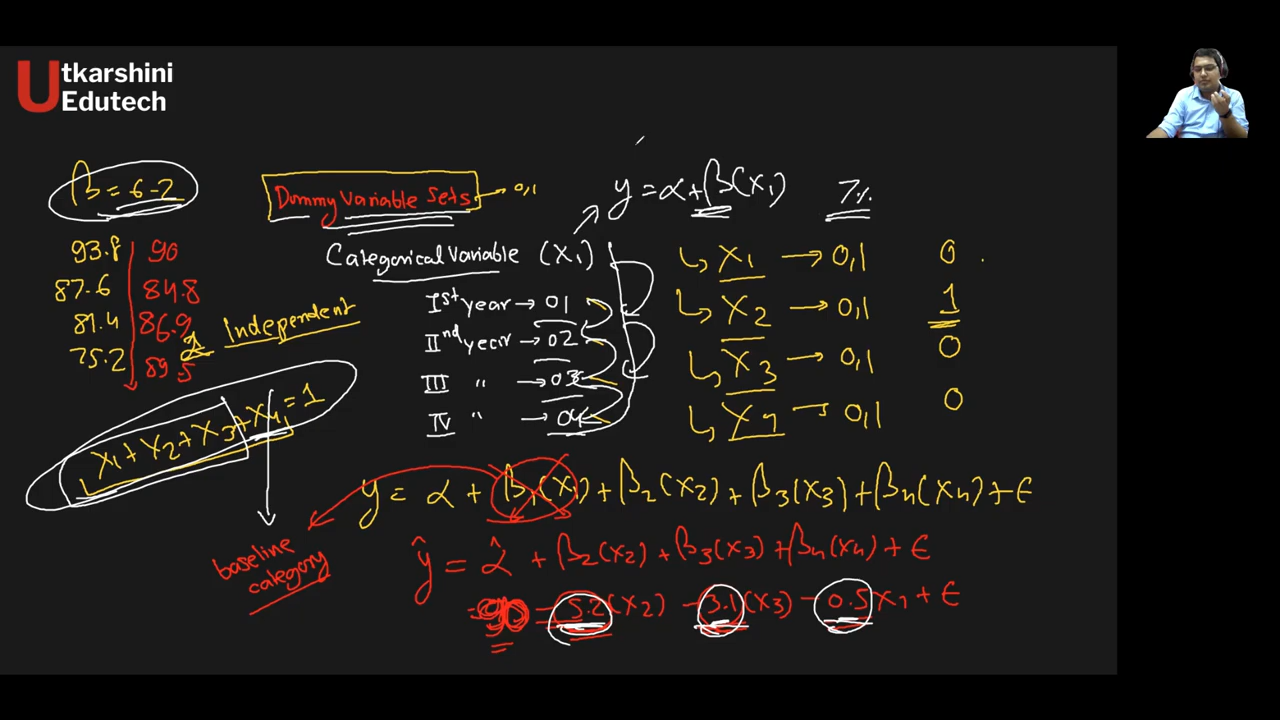 Utkarshini
Edutech
β = 6-2
Dummy Variable Sets → 0,1
y = α + β(X1) 7%
93.8 90
87.6 84.8
81.4 86.9
75.2 89.5
Independent
Categorical Variable (X1)
Ist year → 01
IInd year → 02
III " → 03
IV " → 04
X1 → 0,1 0
X2 → 0,1 1
X3 → 0,1 0
X4 → 0,1 0
X1 + X2 + X3 + X4 = 1
y = α + β1(X1) + β2(X2) + β3(X3) + β4(X4) + ε
baseline
category
ŷ = α̂ + β2(X2) + β3(X3) + β4(X4) + ε
= 90 - 5.2(X2) - 3.1(X3) - 0.5X4 + ε